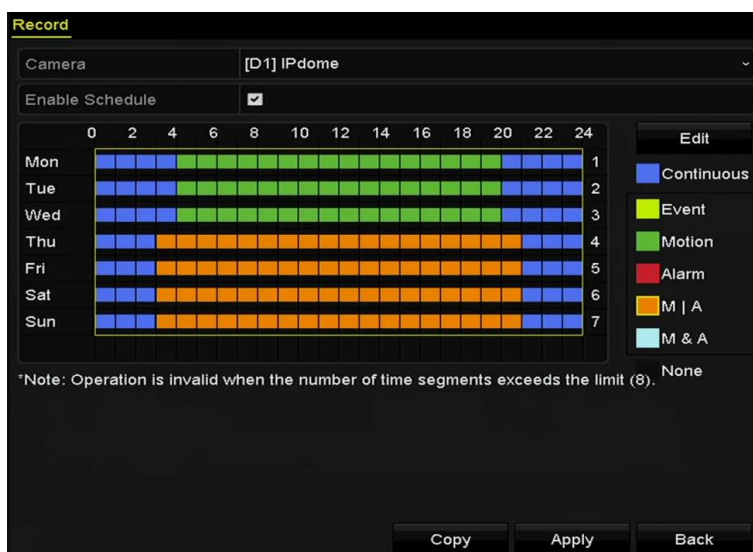 Record
Camera [D1] IPdome
Enable Schedule
0 2 4 6 8 10 12 14 16 18 20 22 24
Edit
Mon 1
Continuous
Tue 2
Event
Wed 3
Motion
Thu 4
Alarm
Fri 5
Sat 6
M | A
Sun 7
M & A
None
*Note: Operation is invalid when the number of time segments exceeds the limit (8).
Copy Apply Back